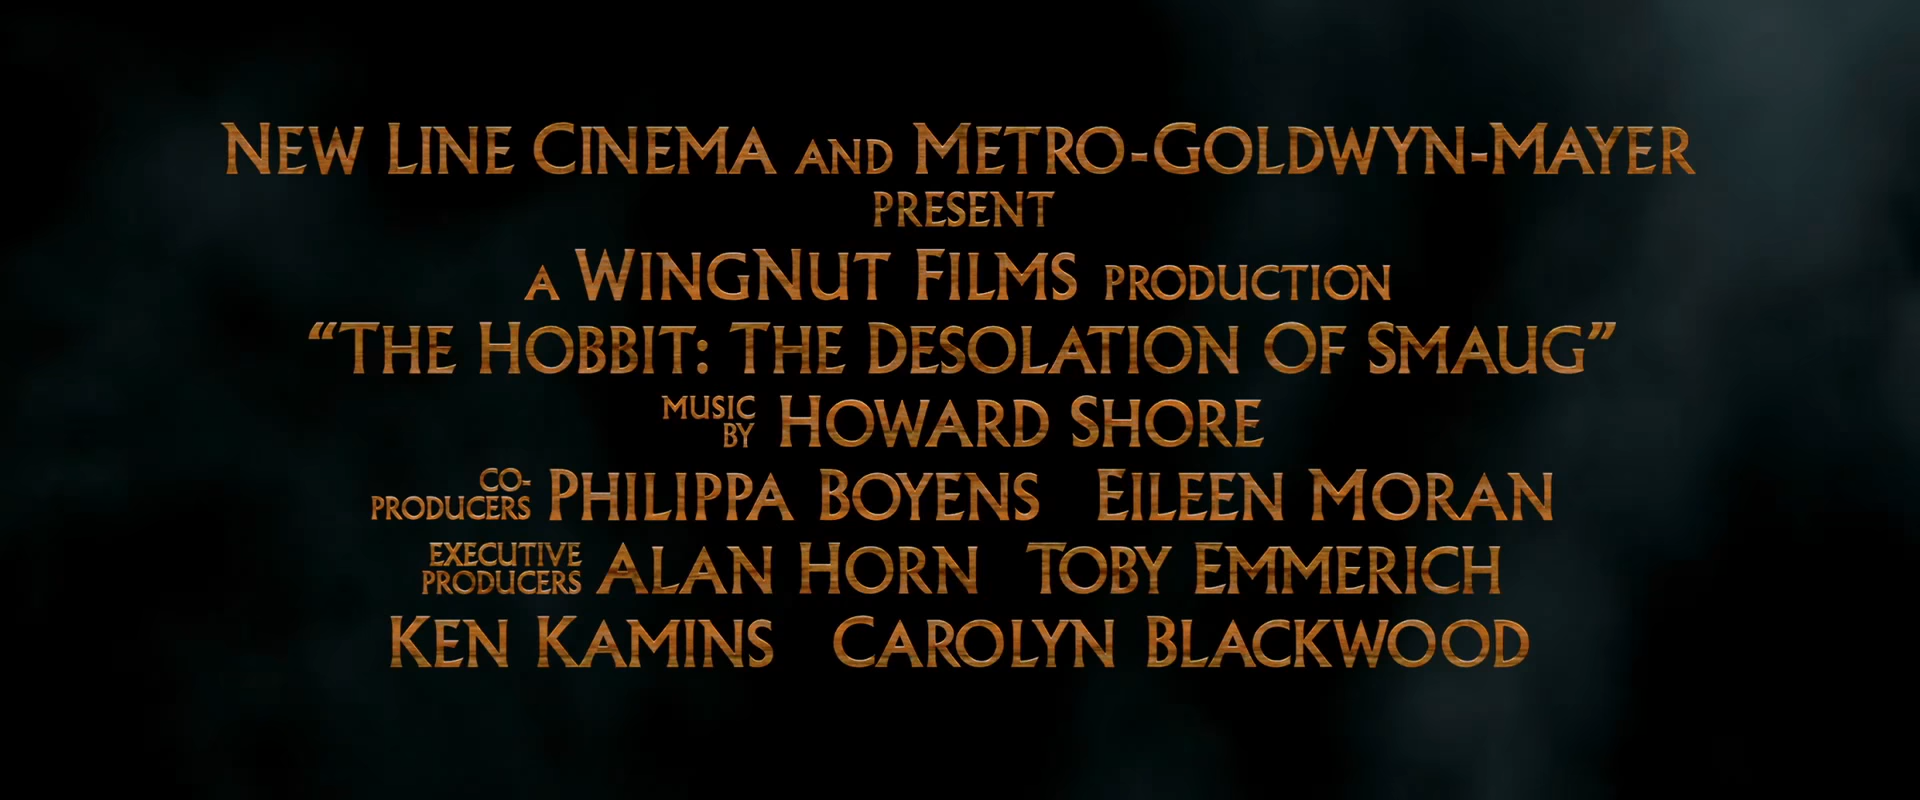 NEW LINE CINEMA AND METRO-GOLDWYN-MAYER
PRESENT
A WINGNUT FILMS PRODUCTION
“THE HOBBIT: THE DESOLATION OF SMAUG”
MUSIC BY HOWARD SHORE
CO-PRODUCERS PHILIPPA BOYENS EILEEN MORAN
EXECUTIVE PRODUCERS ALAN HORN TOBY EMMERICH
KEN KAMINS CAROLYN BLACKWOOD